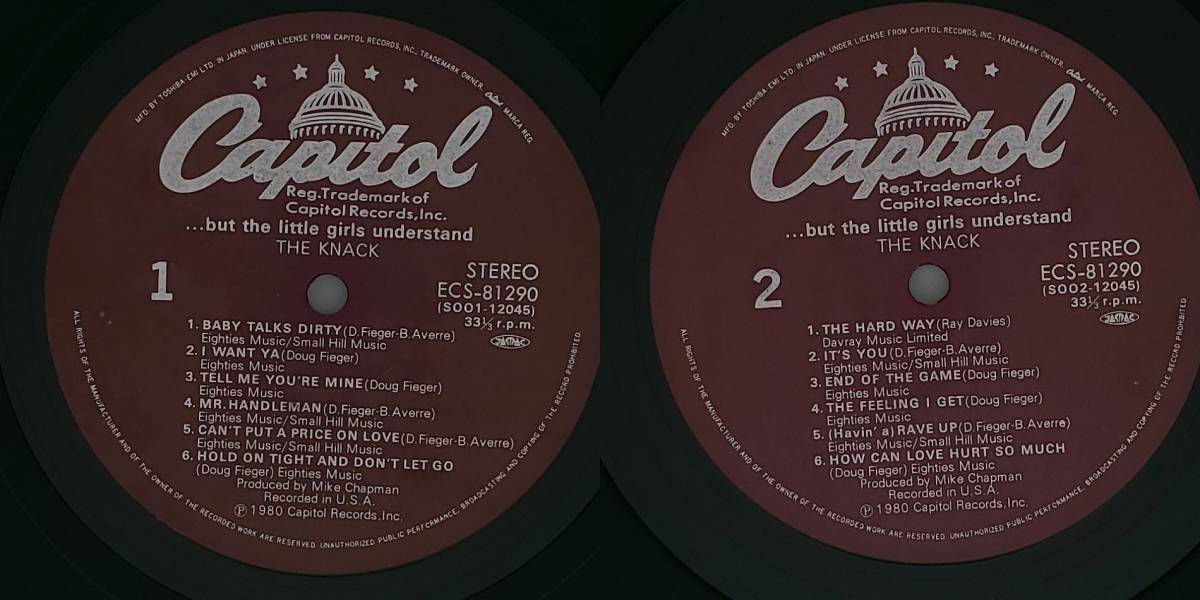 MFD. BY TOSHIBA-EMI LTD. IN JAPAN. UNDER LICENSE FROM CAPITOL RECORDS, INC., TRADEMARK OWNER. Capitol MARCA REG.
Capitol
Reg.Trademark of
Capitol Records,Inc.
...but the little girls understand
THE KNACK
1
STEREO
ECS-81290
(S001-12045)
33⅓ r.p.m.
JASRAC
1. BABY TALKS DIRTY(D.Fieger-B.Averre)
Eighties Music/Small Hill Music
2. I WANT YA(Doug Fieger)
Eighties Music
3. TELL ME YOU'RE MINE(Doug Fieger)
Eighties Music
4. MR. HANDLEMAN(D.Fieger-B.Averre)
Eighties Music/Small Hill Music
5. CAN'T PUT A PRICE ON LOVE(D.Fieger-B.Averre)
Eighties Music/Small Hill Music
6. HOLD ON TIGHT AND DON'T LET GO
(Doug Fieger) Eighties Music
Produced by Mike Chapman
Recorded in U.S.A.
Ⓟ 1980 Capitol Records,Inc.
ALL RIGHTS OF THE MANUFACTURER AND OF THE OWNER OF THE RECORDED WORK ARE RESERVED. UNAUTHORIZED PUBLIC PERFORMANCE, BROADCASTING AND COPYING OF THE RECORD PROHIBITED.
MFD. BY TOSHIBA-EMI LTD. IN JAPAN. UNDER LICENSE FROM CAPITOL RECORDS, INC., TRADEMARK OWNER. Capitol MARCA REG.
Capitol
Reg.Trademark of
Capitol Records,Inc.
...but the little girls understand
THE KNACK
2
STEREO
ECS-81290
(S002-12045)
33⅓ r.p.m.
JASRAC
1. THE HARD WAY(Ray Davies)
Davray Music Limited
2. IT'S YOU(D.Fieger-B.Averre)
Eighties Music/Small Hill Music
3. END OF THE GAME(Doug Fieger)
Eighties Music
4. THE FEELING I GET(Doug Fieger)
Eighties Music
5. (Havin' a) RAVE UP(D.Fieger-B.Averre)
Eighties Music/Small Hill Music
6. HOW CAN LOVE HURT SO MUCH
(Doug Fieger) Eighties Music
Produced by Mike Chapman
Recorded in U.S.A.
Ⓟ 1980 Capitol Records,Inc.
ALL RIGHTS OF THE MANUFACTURER AND OF THE OWNER OF THE RECORDED WORK ARE RESERVED. UNAUTHORIZED PUBLIC PERFORMANCE, BROADCASTING AND COPYING OF THE RECORD PROHIBITED.